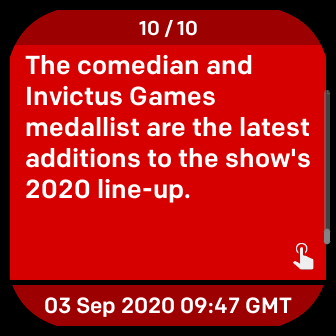 10 / 10
The comedian and
Invictus Games
medallist are the latest
additions to the show's
2020 line-up.
03 Sep 2020 09:47 GMT